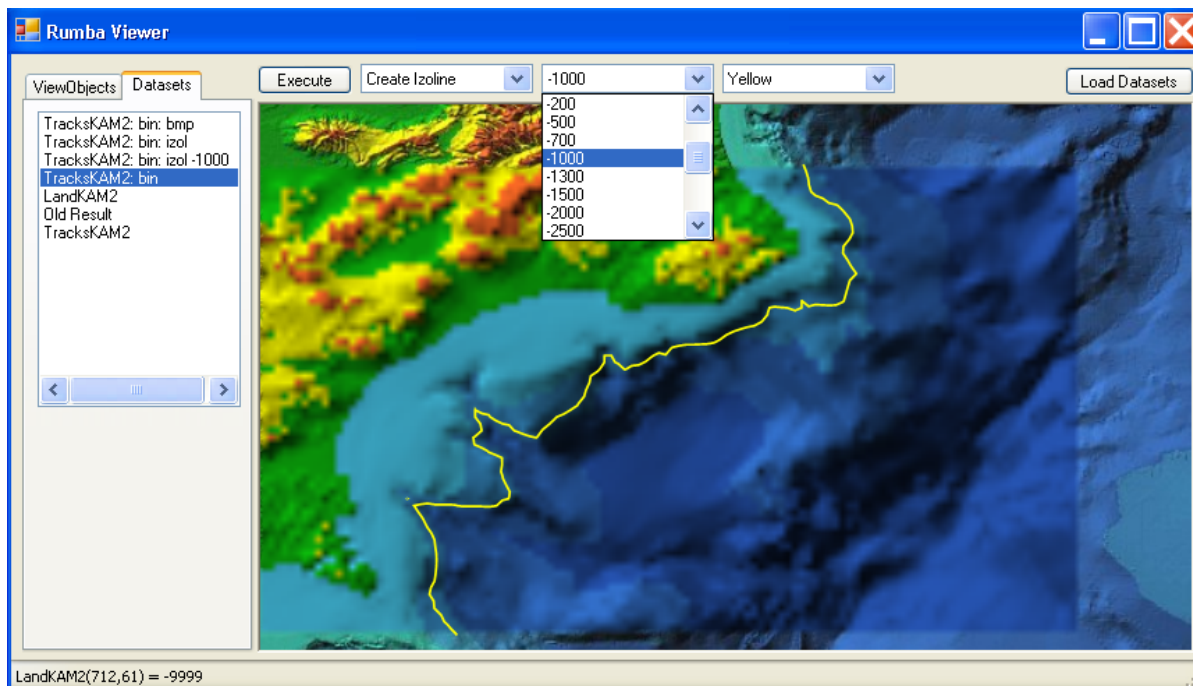 Rumba Viewer
ViewObjects
Datasets
Execute
Create Izoline
-1000
Yellow
Load Datasets
TracksKAM2: bin: bmp
TracksKAM2: bin: izol
TracksKAM2: bin: izol -1000
TracksKAM2: bin
LandKAM2
Old Result
TracksKAM2
-200
-500
-700
-1000
-1300
-1500
-2000
-2500
LandKAM2(712,61) = -9999